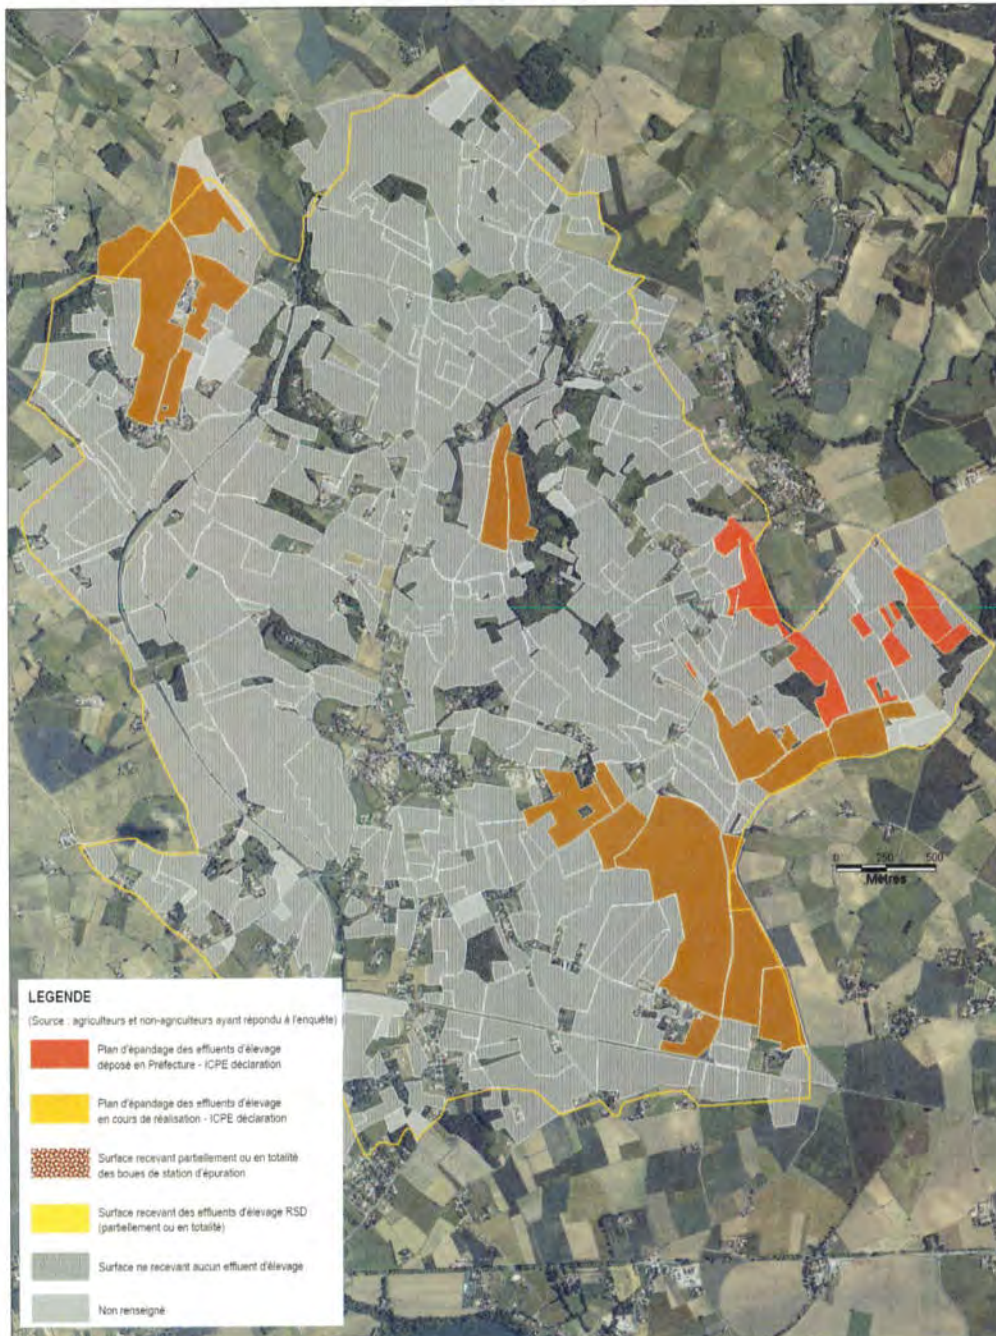 0 250 500
Mètres
LEGENDE
(Source : agriculteurs et non-agriculteurs ayant répondu à l'enquête)
Plan d'épandage des effluents d'élevage
déposé en Préfecture - ICPE déclaration
Plan d'épandage des effluents d'élevage
en cours de réalisation - ICPE déclaration
Surface recevant partiellement ou en totalité
des boues de station d'épuration
Surface recevant des effluents d'élevage RSD
(partiellement ou en totalité)
Surface ne recevant aucun effluent d'élevage
Non renseigné